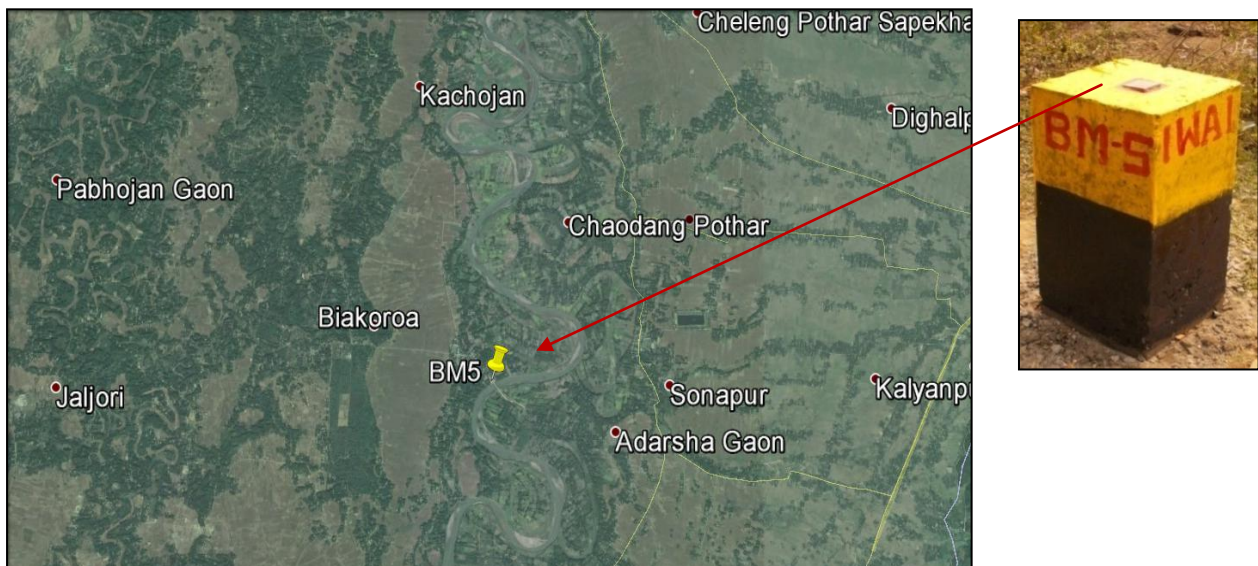 Cheleng Pothar Sapekha
Kachojan
Dighalp
BM-5 IWAI
Pabhojan Gaon
Chaodang Pothar
Biakoroa
BM5
Jaljori
Sonapur
Kalyanpu
Adarsha Gaon